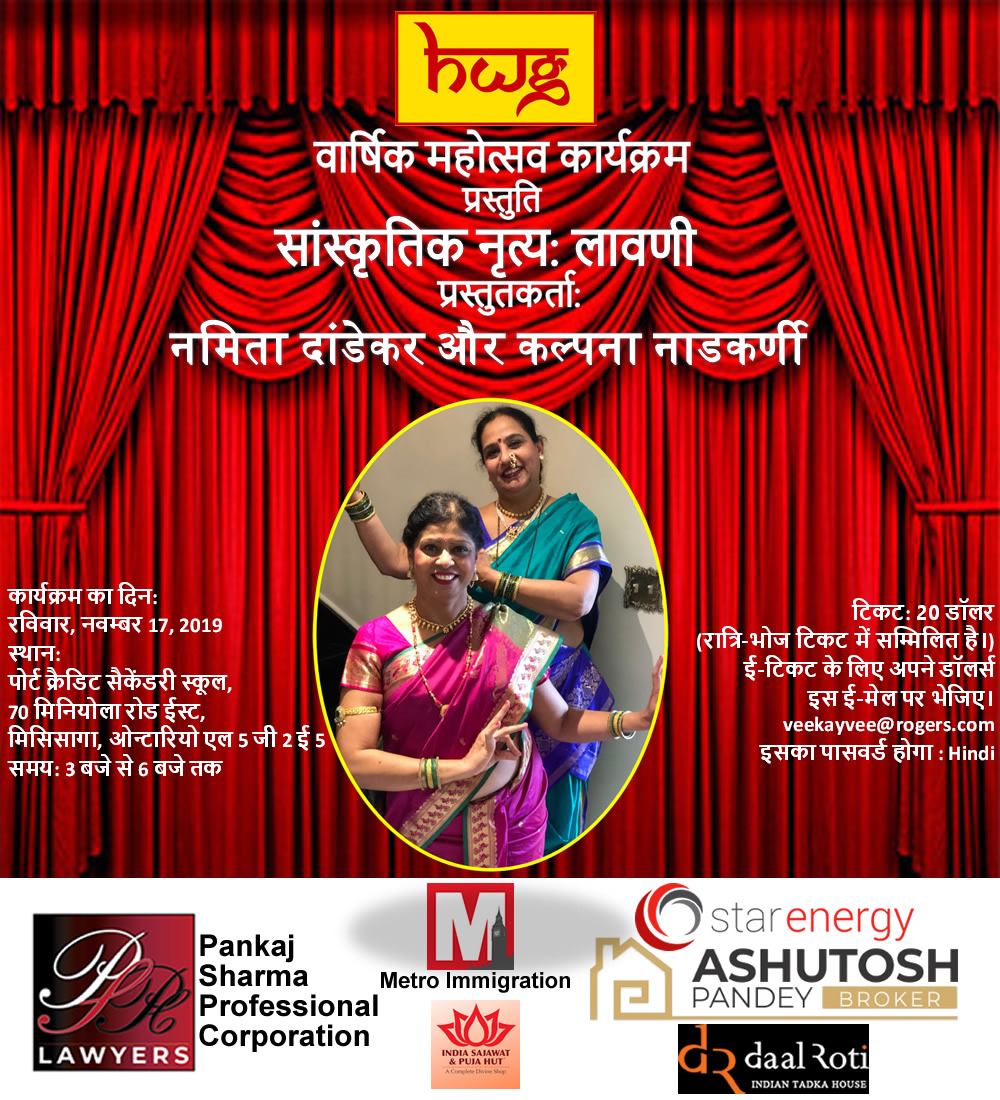 hwg
वार्षिक महोत्सव कार्यक्रम
प्रस्तुति
सांस्कृतिक नृत्य: लावणी
प्रस्तुतकर्ता:
नमिता दांडेकर और कल्पना नाडकर्णी
कार्यक्रम का दिन:
रविवार, नवम्बर 17, 2019
स्थान:
पोर्ट क्रैडिट सैकेंडरी स्कूल,
70 मिनियोला रोड ईस्ट,
मिसिसागा, ओन्टारियो एल 5 जी 2 ई 5
समय: 3 बजे से 6 बजे तक
टिकट: 20 डॉलर
(रात्रि-भोज टिकट में सम्मिलित है।)
ई-टिकट के लिए अपने डॉलर्स
इस ई-मेल पर भेजिए।
veekayvee@rogers.com
इसका पासवर्ड होगा : Hindi
PSR
LAWYERS
Pankaj
Sharma
Professional
Corporation
M
Metro Immigration
INDIA SAJAWAT
& PUJA HUT
A Complete Divine Shop
star energy
ASHUTOSH
PANDEY BROKER
dR daal Roti
INDIAN TADKA HOUSE